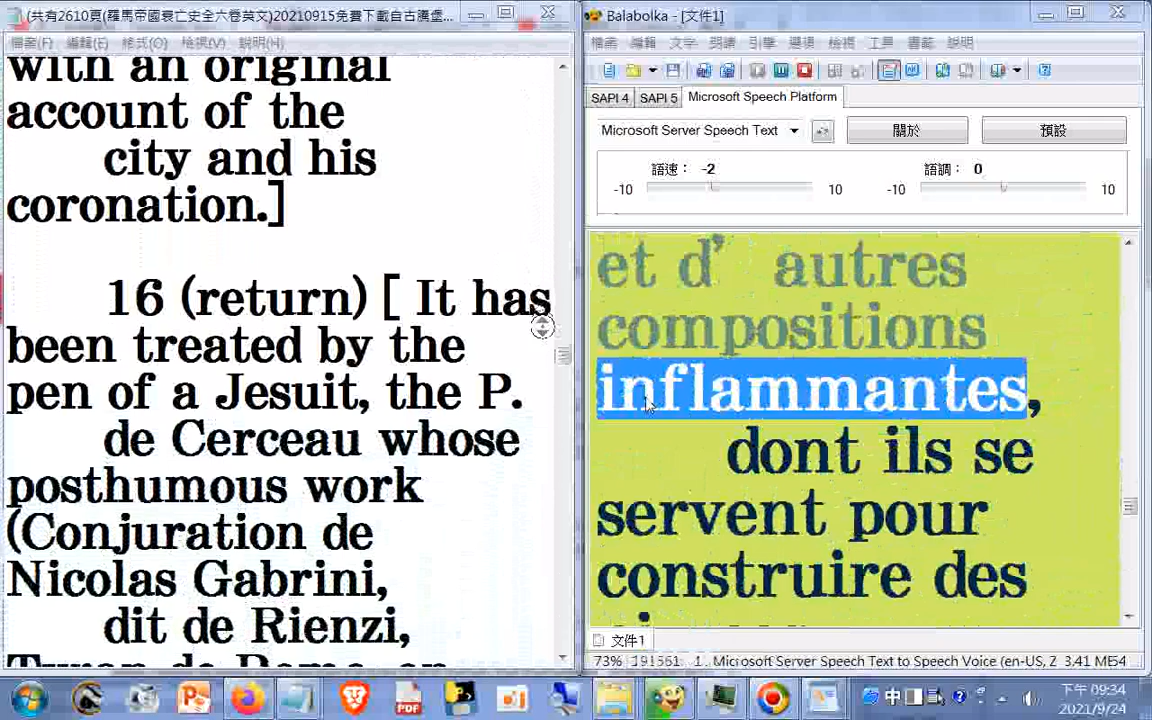 (共有2610頁(羅馬帝國衰亡史全六卷英文)20210915免費下載自古騰堡...
檔案(F) 編輯(E) 格式(O) 檢視(V) 說明(H)
with an original
account of the
city and his
coronation.]
16 (return) [ It has
been treated by the
pen of a Jesuit, the P.
de Cerceau whose
posthumous work
(Conjuration de
Nicolas Gabrini,
dit de Rienzi,
Balabolka - [文件1]
檔案 編輯 文字 朗讀 引擎 選項 檢視 工具 書籤 說明
SAPI 4 SAPI 5 Microsoft Speech Platform
Microsoft Server Speech Text 關於 預設
語速： -2 語調： 0
-10 10 -10 10
et d’ autres
compositions
inflammantes,
dont ils se
servent pour
construire des
文件1
73% 191561 Microsoft Server Speech Text to Speech Voice (en-US, Z 3,41 ME54
中 下午 09:34
2021/9/24